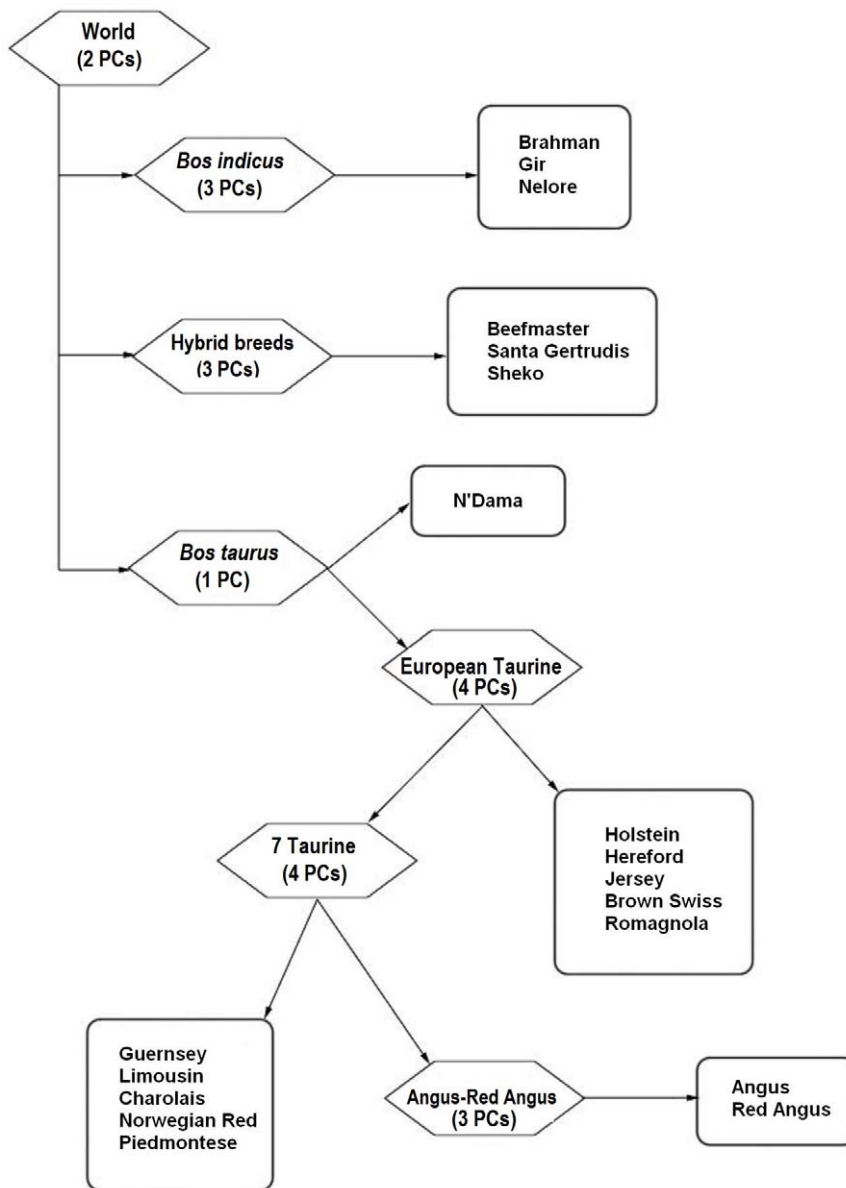 World
(2 PCs)
Bos indicus
(3 PCs)
Brahman
Gir
Nelore
Hybrid breeds
(3 PCs)
Beefmaster
Santa Gertrudis
Sheko
N'Dama
Bos taurus
(1 PC)
European Taurine
(4 PCs)
7 Taurine
(4 PCs)
Holstein
Hereford
Jersey
Brown Swiss
Romagnola
Guernsey
Limousin
Charolais
Norwegian Red
Piedmontese
Angus-Red Angus
(3 PCs)
Angus
Red Angus